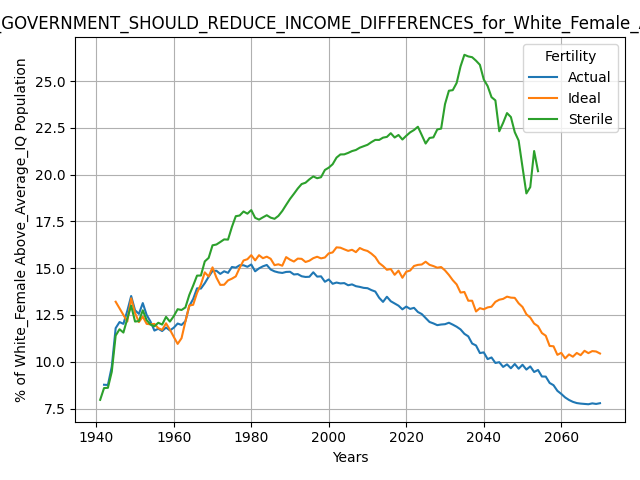 _GOVERNMENT_SHOULD_REDUCE_INCOME_DIFFERENCES_for_White_Female_
% of White_Female Above_Average_IQ Population
Fertility
Actual
Ideal
Sterile
25.0
22.5
20.0
17.5
15.0
12.5
10.0
7.5
1940 1960 1980 2000 2020 2040 2060
Years